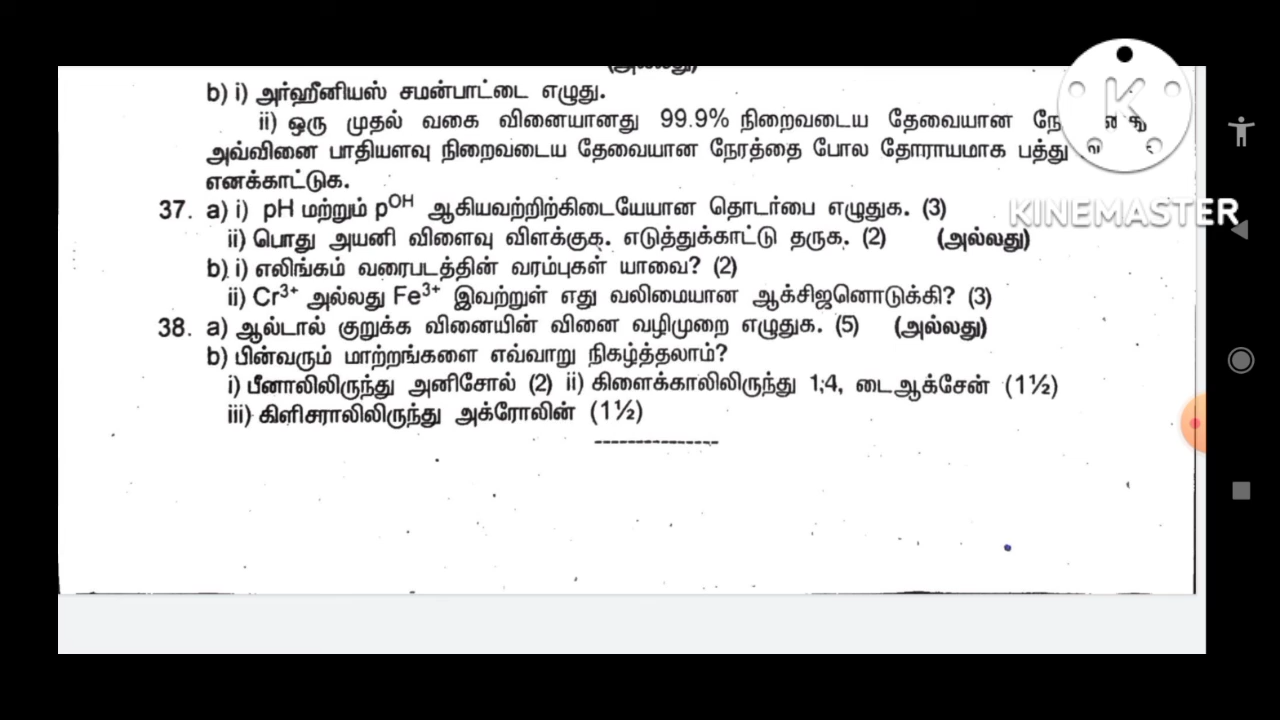 b) i) அர்ஹீனியஸ் சமன்பாட்டை எழுது.
ii) ஒரு முதல் வகை வினையானது 99.9% நிறைவடைய தேவையான
அவ்வினை பாதியளவு நிறைவடைய தேவையான நேரத்தை போல தோராயமாக பத்து
எனக்காட்டுக.
37. a) i) pH மற்றும் pOH ஆகியவற்றிற்கிடையேயான தொடர்பை எழுதுக. (3)
ii) பொது அயனி விளைவு விளக்குக. எடுத்துக்காட்டு தருக. (2) (அல்லது)
b) i) எலிங்கம் வரைபடத்தின் வரம்புகள் யாவை? (2)
ii) Cr3+ அல்லது Fe3+ இவற்றுள் எது வலிமையான ஆக்சிஜனொடுக்கி? (3)
38. a) ஆல்டால் குறுக்க வினையின் வினை வழிமுறை எழுதுக. (5) (அல்லது)
b) பின்வரும் மாற்றங்களை எவ்வாறு நிகழ்த்தலாம்?
i) பீனாலிலிருந்து அனிசோல் (2) ii) கிளைக்காலிலிருந்து 1,4, டைஆக்சேன் (1½)
iii) கிளிசராலிலிருந்து அக்ரோலின் (1½)
KINEMASTER